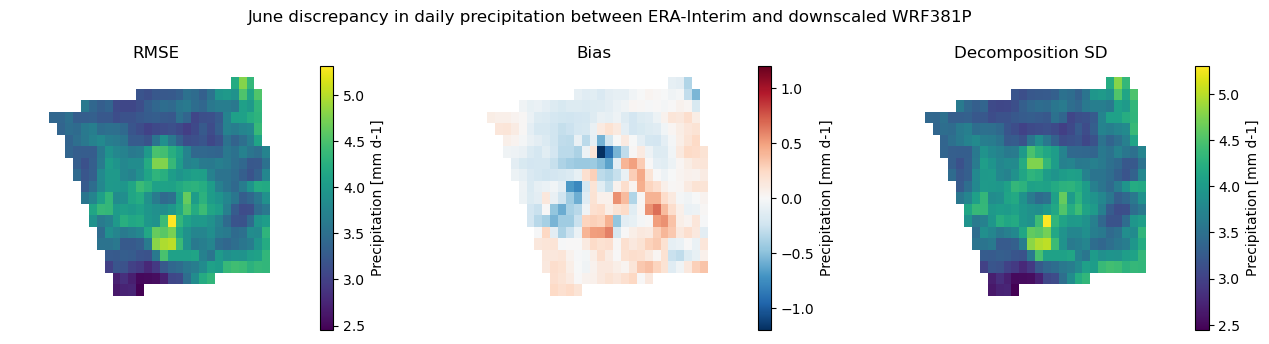 June discrepancy in daily precipitation between ERA-Interim and downscaled WRF381P
RMSE
5.0
4.5
4.0
3.5
3.0
2.5
Precipitation [mm d-1]
Bias
1.0
0.5
0.0
−0.5
−1.0
Precipitation [mm d-1]
Decomposition SD
5.0
4.5
4.0
3.5
3.0
2.5
Precipitation [mm d-1]